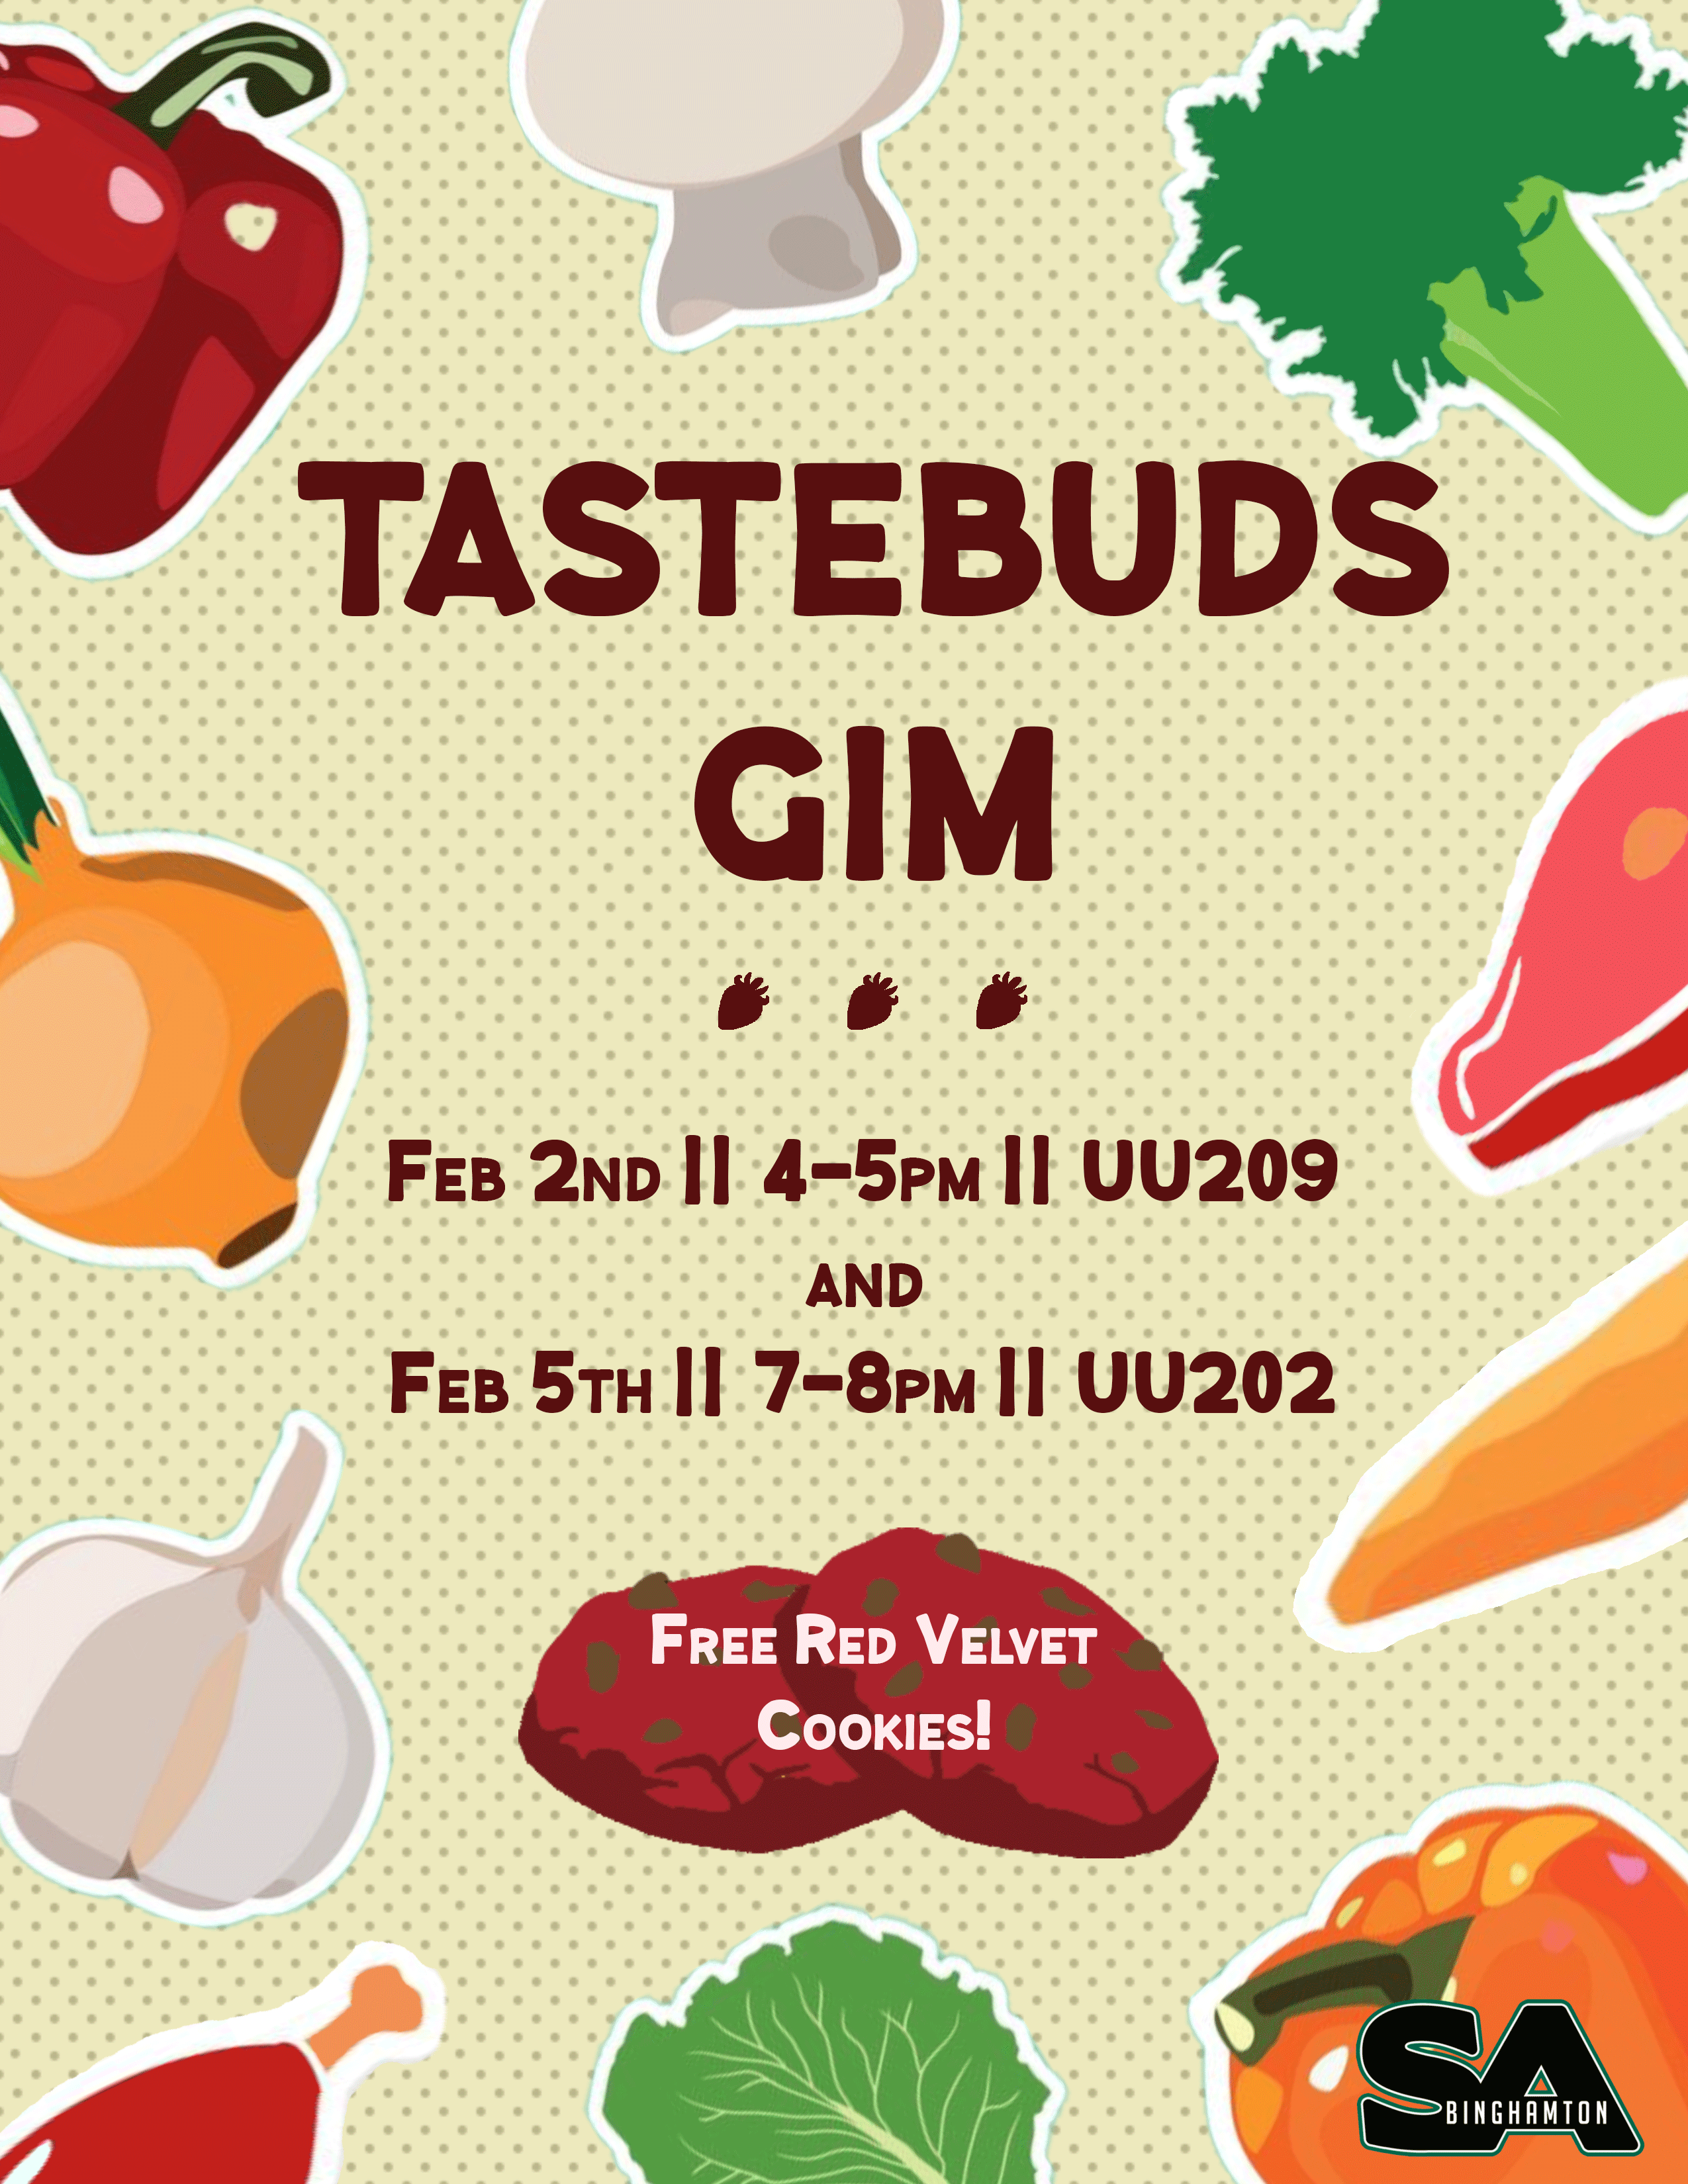 TASTEBUDS
GIM
Feb 2nd || 4-5pm || UU209
and
Feb 5th || 7-8pm || UU202
Free Red Velvet
Cookies!
SA
BINGHAMTON